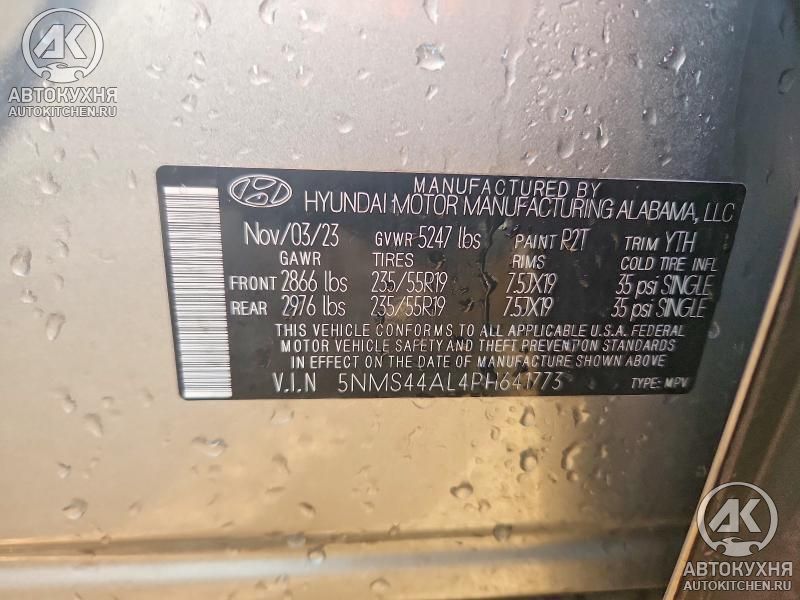 AK
АВТОКУХНЯ
AUTOKITCHEN.RU
MANUFACTURED BY
HYUNDAI MOTOR MANUFACTURING ALABAMA, LLC
Nov/03/23 GVWR 5247 lbs PAINT R2T TRIM YTH
GAWR TIRES RIMS COLD TIRE INFL
FRONT 2866 lbs 235/55R19 7.5JX19 35 psi SINGLE
REAR 2976 lbs 235/55R19 7.5JX19 35 psi SINGLE
THIS VEHICLE CONFORMS TO ALL APPLICABLE U.S.A. FEDERAL
MOTOR VEHICLE SAFETY AND THEFT PREVENTION STANDARDS
IN EFFECT ON THE DATE OF MANUFACTURE SHOWN ABOVE.
V.I.N 5NMS44AL4PH641773 TYPE: MPV
AK
АВТОКУХНЯ
AUTOKITCHEN.RU